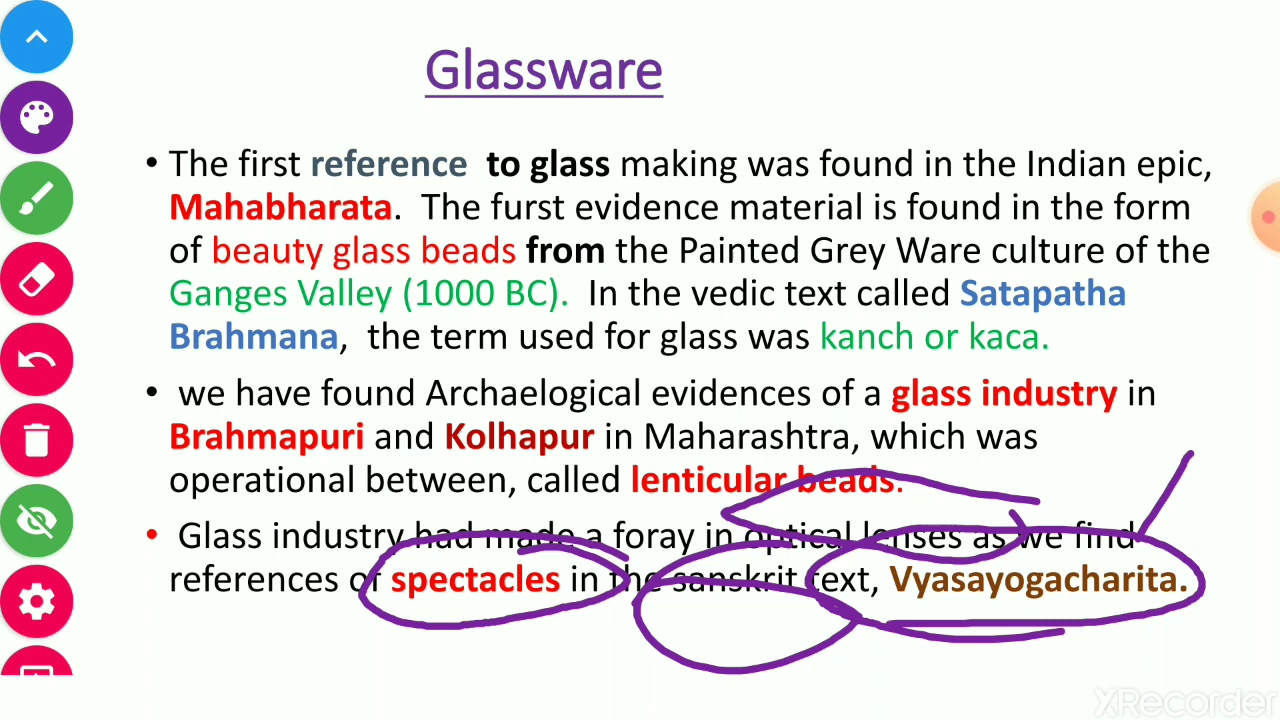 Glassware
• The first reference to glass making was found in the Indian epic,
Mahabharata. The furst evidence material is found in the form
of beauty glass beads from the Painted Grey Ware culture of the
Ganges Valley (1000 BC). In the vedic text called Satapatha
Brahmana, the term used for glass was kanch or kaca.
• we have found Archaelogical evidences of a glass industry in
Brahmapuri and Kolhapur in Maharashtra, which was
operational between, called lenticular beads.
• Glass industry had made a foray in optical lenses as we find
references of spectacles in the sanskrit text, Vyasayogacharita.
XRecorder